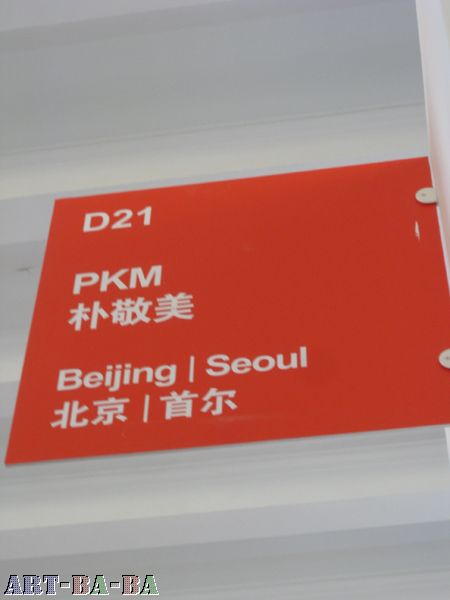 D21
PKM
朴敬美
Beijing | Seoul
北京 | 首尔
ART-BA-BA